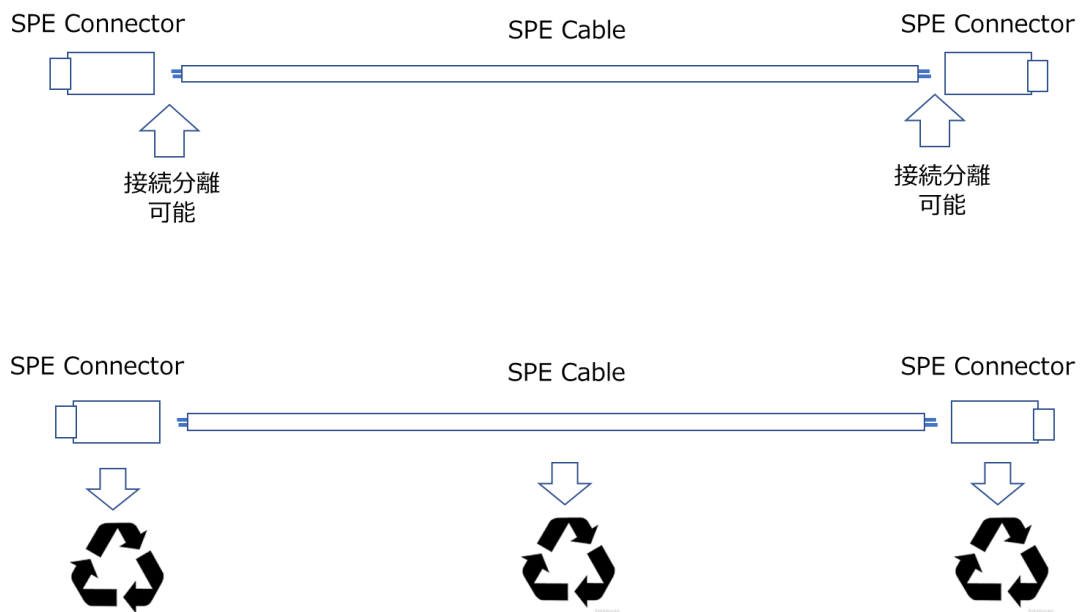 SPE Connector
SPE Cable
SPE Connector
接続分離
可能
接続分離
可能
SPE Connector
SPE Cable
SPE Connector